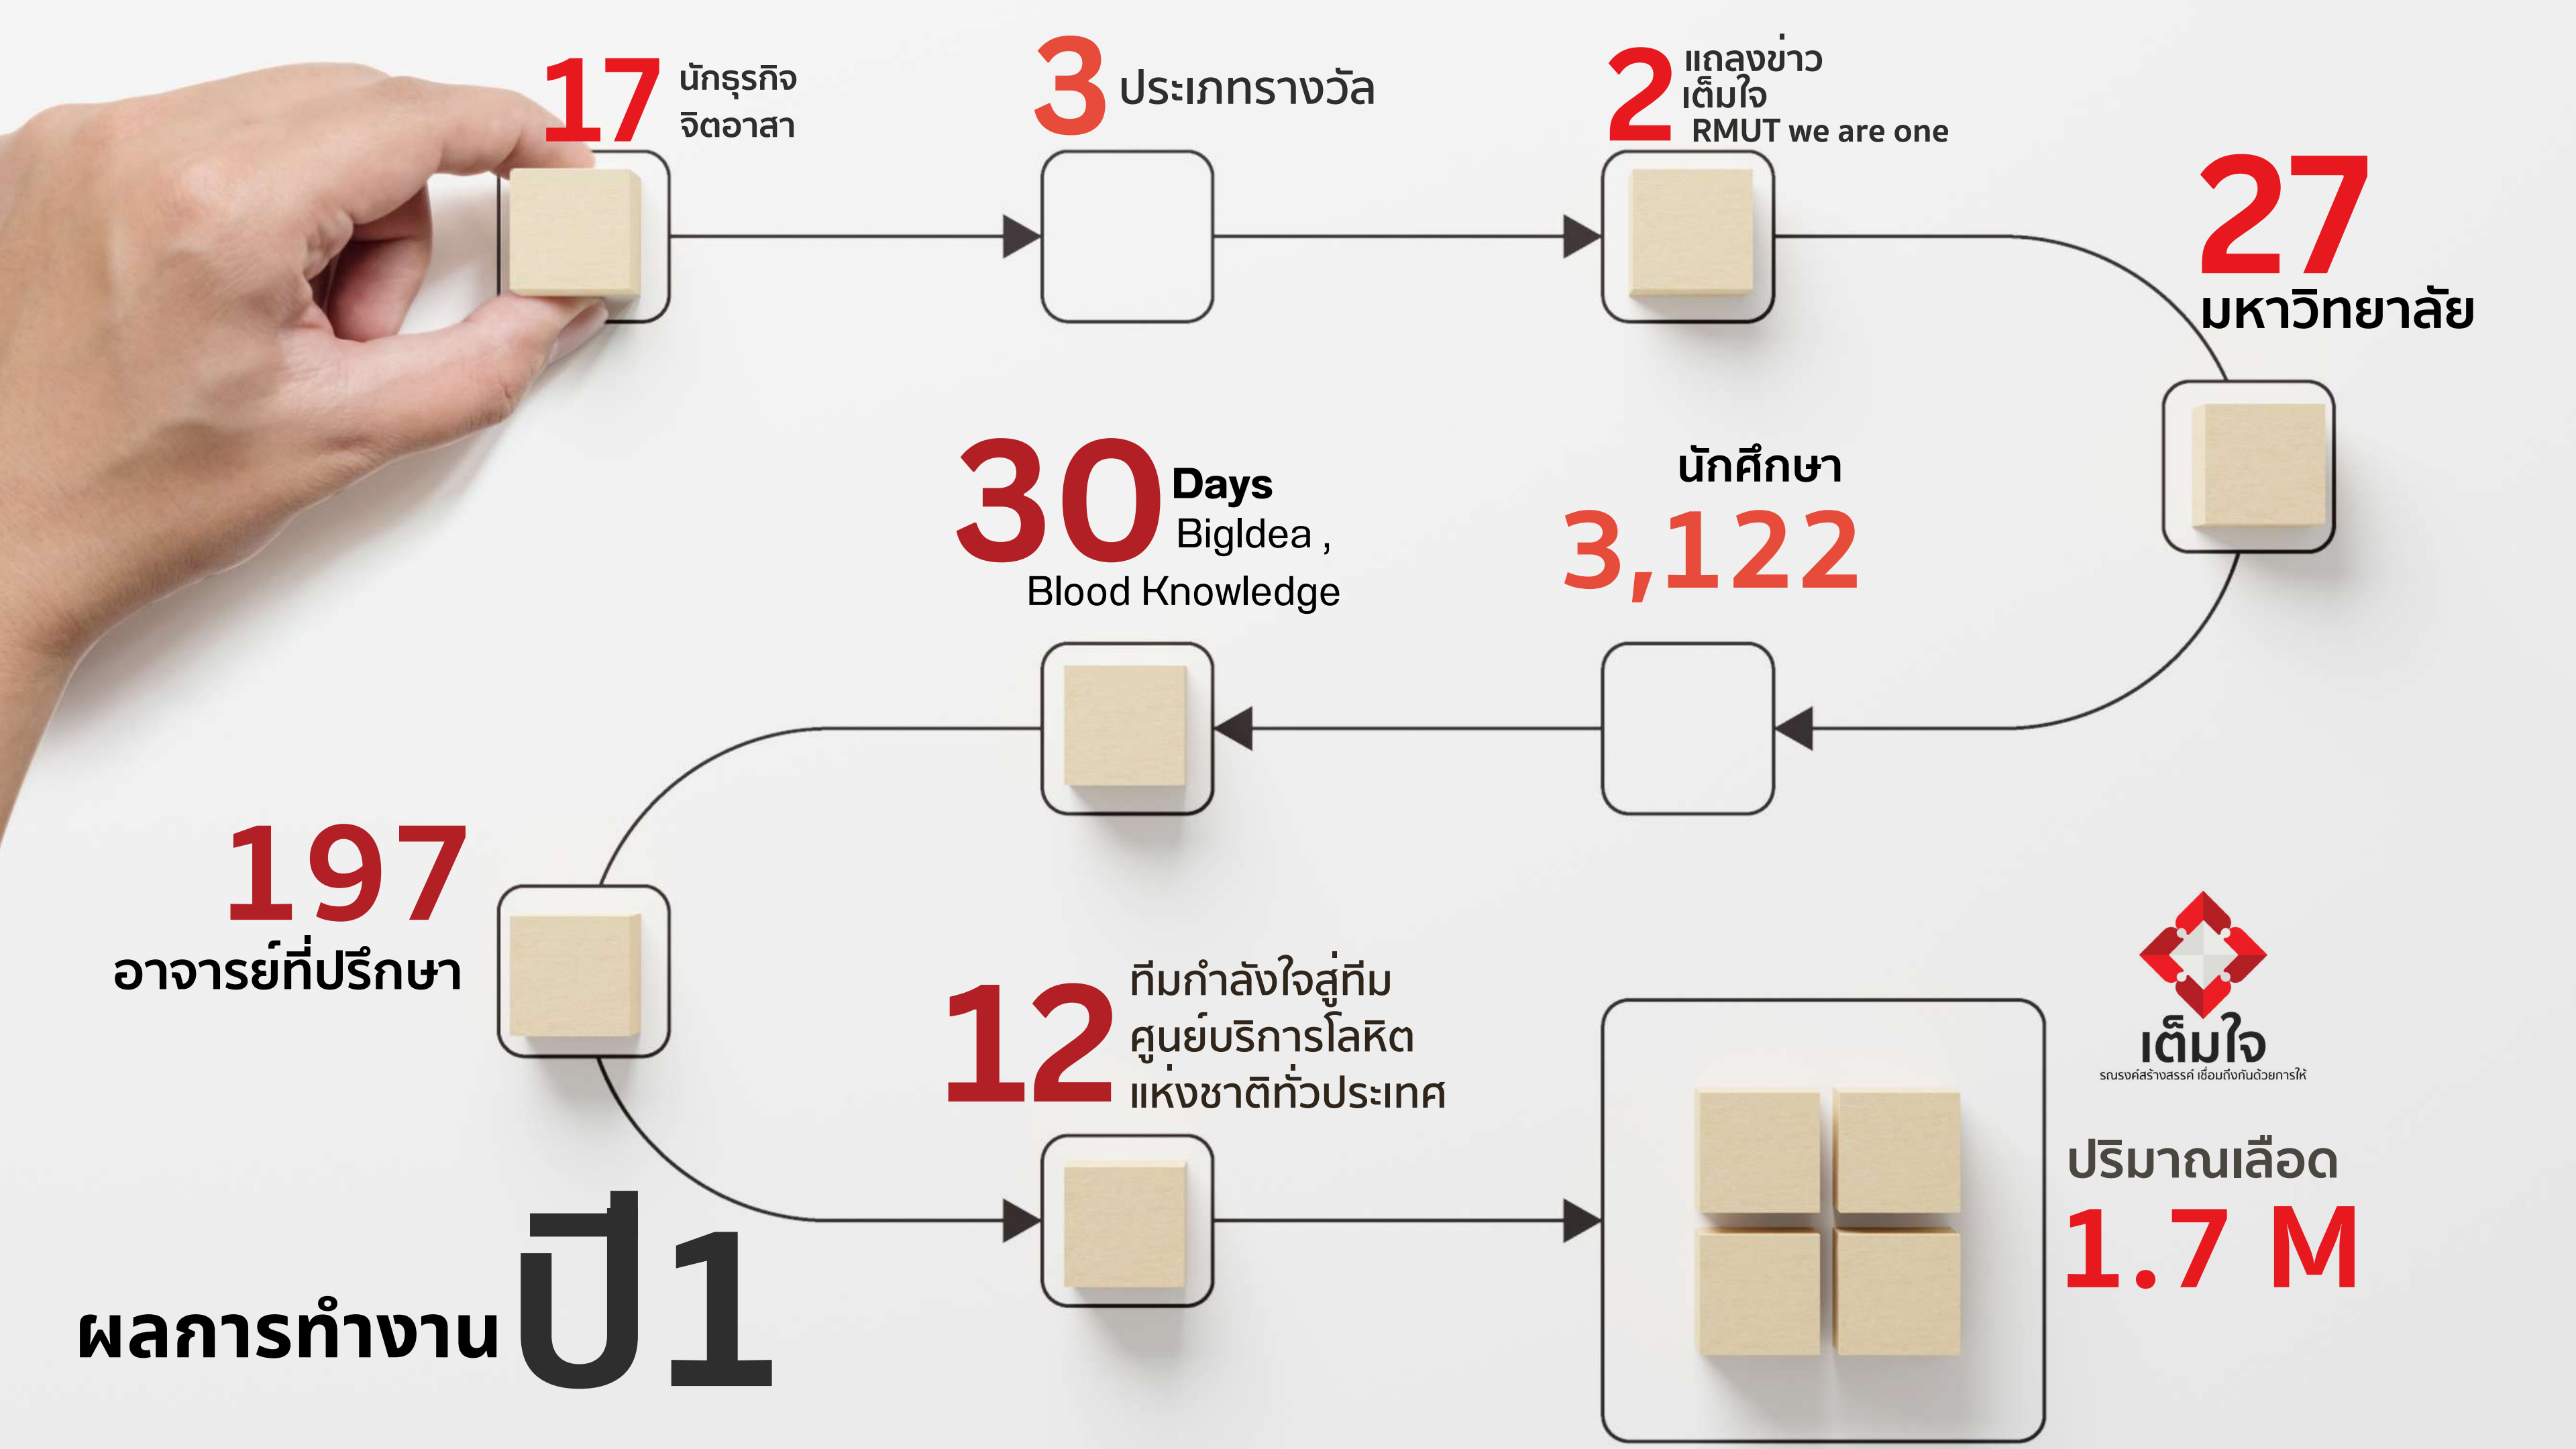 17 นักธุรกิจ
จิตอาสา
3 ประเภทรางวัล
2 แถลงข่าว
เต็มใจ
RMUT we are one
27
มหาวิทยาลัย
นักศึกษา
3,122
30 Days
BigIdea ,
Blood Knowledge
197
อาจารย์ที่ปรึกษา
12 ทีมกำลังใจสู่ทีม
ศูนย์บริการโลหิต
แห่งชาติทั่วประเทศ
เต็มใจ
รณรงค์สร้างสรรค์ เชื่อมถึงกันด้วยการให้
ปริมาณเลือด
1.7 M
ผลการทำงาน ปี1